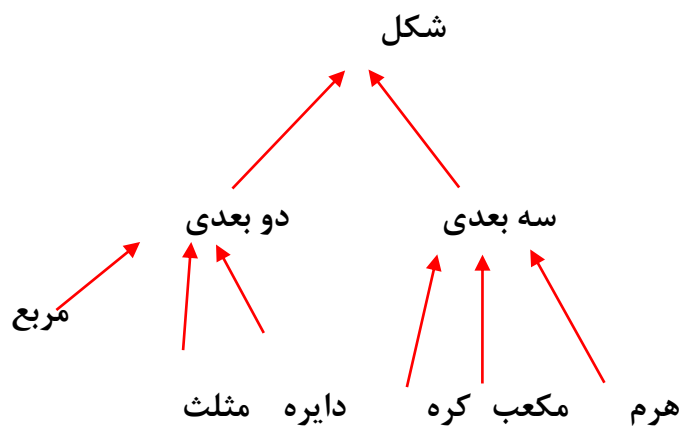 شکل
سه بعدی
دو بعدی
مربع
هرم
مکعب
کره
دایره
مثلث